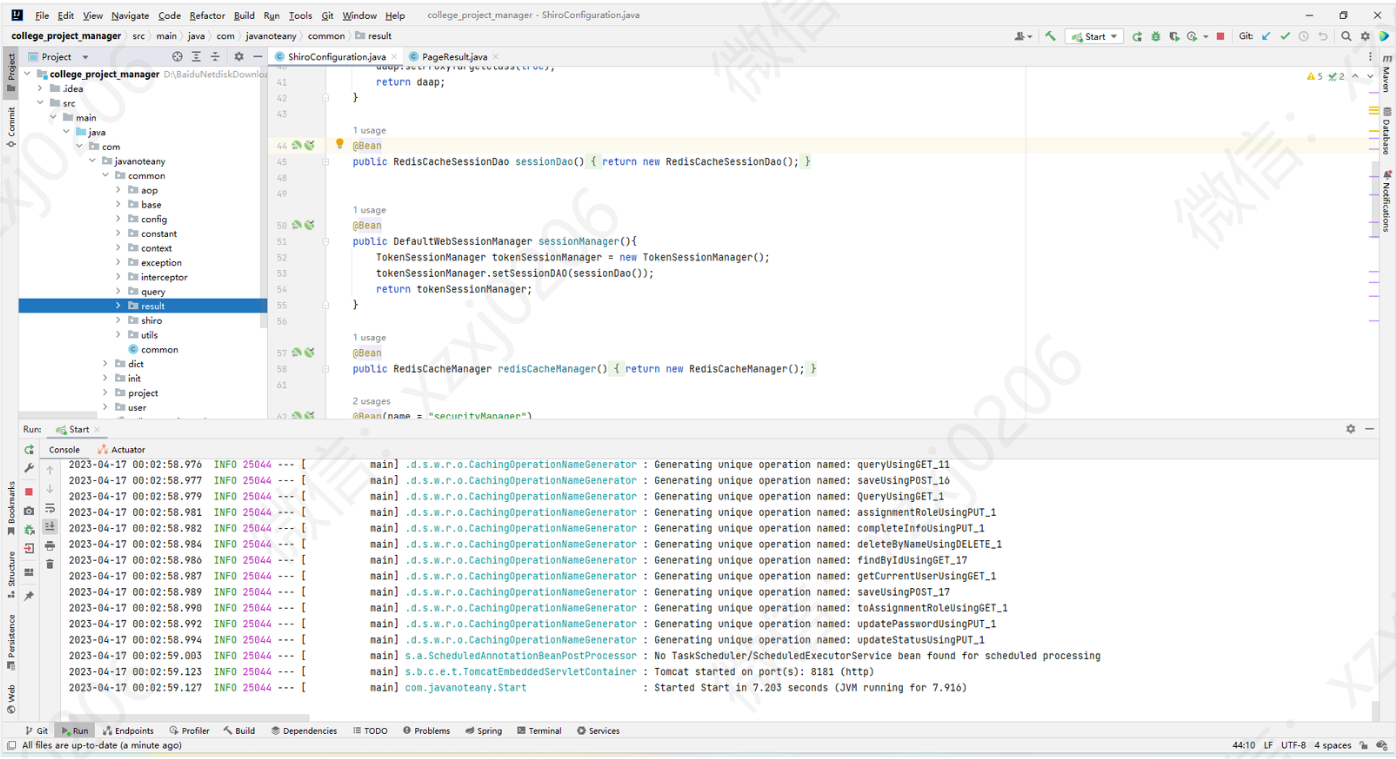 File Edit View Navigate Code Refactor Build Run Tools Git Window Help college_project_manager - ShiroConfiguration.java
college_project_manager src main java com javanoteany common result Start Git:
Project ShiroConfiguration.java PageResult.java
college_project_manager D:\BaiduNetdiskDownloa
.idea
src
main
java
com
javanoteany
common
aop
base
config
constant
context
exception
interceptor
query
result
shiro
utils
common
dict
init
project
user
40 daap.setProxyTargetClass(true);
41 return daap;
42 }
43
1 usage
44 @Bean
45 public RedisCacheSessionDao sessionDao() { return new RedisCacheSessionDao(); }
48
49
1 usage
50 @Bean
51 public DefaultWebSessionManager sessionManager(){
52 TokenSessionManager tokenSessionManager = new TokenSessionManager();
53 tokenSessionManager.setSessionDAO(sessionDao());
54 return tokenSessionManager;
55 }
56
1 usage
57 @Bean
58 public RedisCacheManager redisCacheManager() { return new RedisCacheManager(); }
61
2 usages
62 @Bean(name = "securityManager")
5 2
Project
Commit
Bookmarks
Structure
Persistence
Web
Maven
Database
Notifications
Run: Start
Console Actuator
2023-04-17 00:02:58.976 INFO 25044 --- [ main] .d.s.w.r.o.CachingOperationNameGenerator : Generating unique operation named: queryUsingGET_11
2023-04-17 00:02:58.977 INFO 25044 --- [ main] .d.s.w.r.o.CachingOperationNameGenerator : Generating unique operation named: saveUsingPOST_16
2023-04-17 00:02:58.979 INFO 25044 --- [ main] .d.s.w.r.o.CachingOperationNameGenerator : Generating unique operation named: QueryUsingGET_1
2023-04-17 00:02:58.981 INFO 25044 --- [ main] .d.s.w.r.o.CachingOperationNameGenerator : Generating unique operation named: assignmentRoleUsingPUT_1
2023-04-17 00:02:58.982 INFO 25044 --- [ main] .d.s.w.r.o.CachingOperationNameGenerator : Generating unique operation named: completeInfoUsingPUT_1
2023-04-17 00:02:58.984 INFO 25044 --- [ main] .d.s.w.r.o.CachingOperationNameGenerator : Generating unique operation named: deleteByNameUsingDELETE_1
2023-04-17 00:02:58.986 INFO 25044 --- [ main] .d.s.w.r.o.CachingOperationNameGenerator : Generating unique operation named: findByIdUsingGET_17
2023-04-17 00:02:58.987 INFO 25044 --- [ main] .d.s.w.r.o.CachingOperationNameGenerator : Generating unique operation named: getCurrentUserUsingGET_1
2023-04-17 00:02:58.989 INFO 25044 --- [ main] .d.s.w.r.o.CachingOperationNameGenerator : Generating unique operation named: saveUsingPOST_17
2023-04-17 00:02:58.990 INFO 25044 --- [ main] .d.s.w.r.o.CachingOperationNameGenerator : Generating unique operation named: toAssignmentRoleUsingGET_1
2023-04-17 00:02:58.992 INFO 25044 --- [ main] .d.s.w.r.o.CachingOperationNameGenerator : Generating unique operation named: updatePasswordUsingPUT_1
2023-04-17 00:02:58.994 INFO 25044 --- [ main] .d.s.w.r.o.CachingOperationNameGenerator : Generating unique operation named: updateStatusUsingPUT_1
2023-04-17 00:02:59.003 INFO 25044 --- [ main] s.a.ScheduledAnnotationBeanPostProcessor : No TaskScheduler/ScheduledExecutorService bean found for scheduled processing
2023-04-17 00:02:59.123 INFO 25044 --- [ main] s.b.c.e.t.TomcatEmbeddedServletContainer : Tomcat started on port(s): 8181 (http)
2023-04-17 00:02:59.127 INFO 25044 --- [ main] com.javanoteany.Start : Started Start in 7.203 seconds (JVM running for 7.916)
Git Run Endpoints Profiler Build Dependencies TODO Problems Spring Terminal Services
All files are up-to-date (a minute ago) 44:10 LF UTF-8 4 spaces
微信: xzxj0206